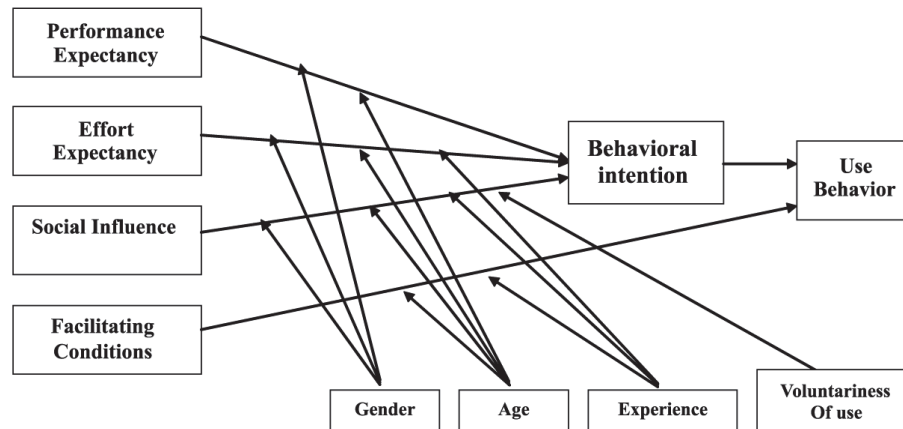 Performance
Expectancy
Effort
Expectancy
Social Influence
Facilitating
Conditions
Behavioral
intention
Use
Behavior
Gender
Age
Experience
Voluntariness
Of use